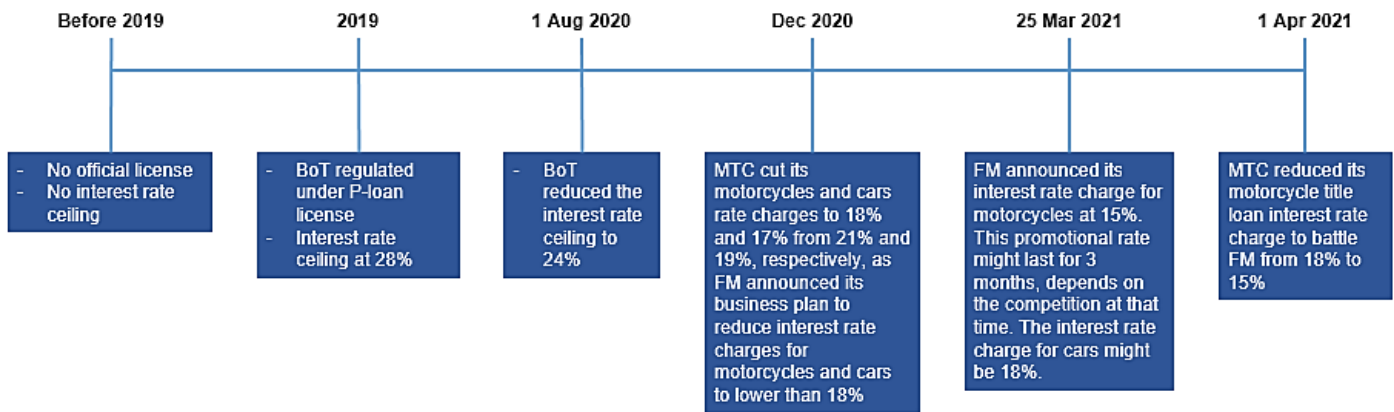 Before 2019
2019
1 Aug 2020
Dec 2020
25 Mar 2021
1 Apr 2021
- No official license
- No interest rate
ceiling
- BoT regulated
under P-loan
license
- Interest rate
ceiling at 28%
- BoT
reduced the
interest rate
ceiling to
24%
MTC cut its
motorcycles and cars
rate charges to 18%
and 17% from 21% and
19%, respectively, as
FM announced its
business plan to
reduce interest rate
charges for
motorcycles and cars
to lower than 18%
FM announced its
interest rate charge for
motorcycles at 15%.
This promotional rate
might last for 3
months, depends on
the competition at that
time. The interest rate
charge for cars might
be 18%.
MTC reduced its
motorcycle title
loan interest rate
charge to battle
FM from 18% to
15%